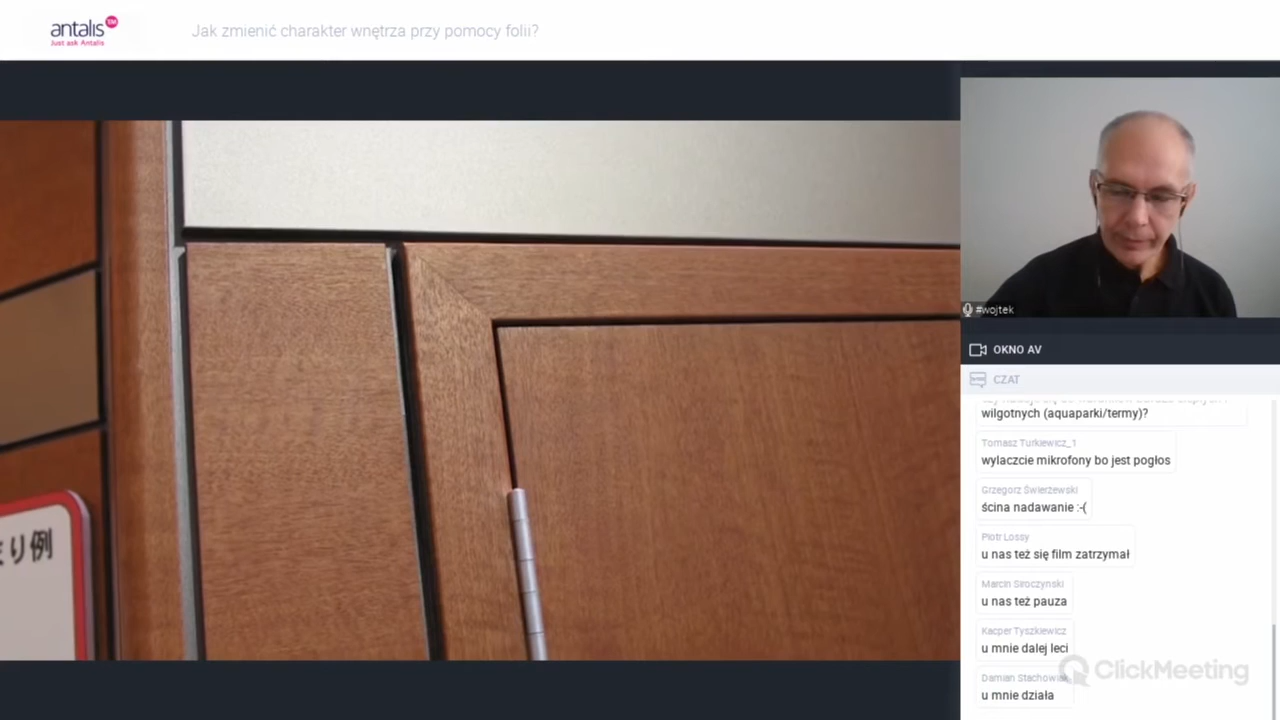 antalis™
Just ask Antalis
Jak zmienić charakter wnętrza przy pomocy folii?
り例
#wojtek
OKNO AV
CZAT
wilgotnych (aquaparki/termy)?
Tomasz Turkiewicz_1
wylaczcie mikrofony bo jest pogłos
Grzegorz Świerżewski
ścina nadawanie :-(
Piotr Lossy
u nas też się film zatrzymał
Marcin Siroczynski
u nas też pauza
Kacper Tyszkiewicz
u mnie dalej leci
ClickMeeting
Damian Stachowiak
u mnie działa